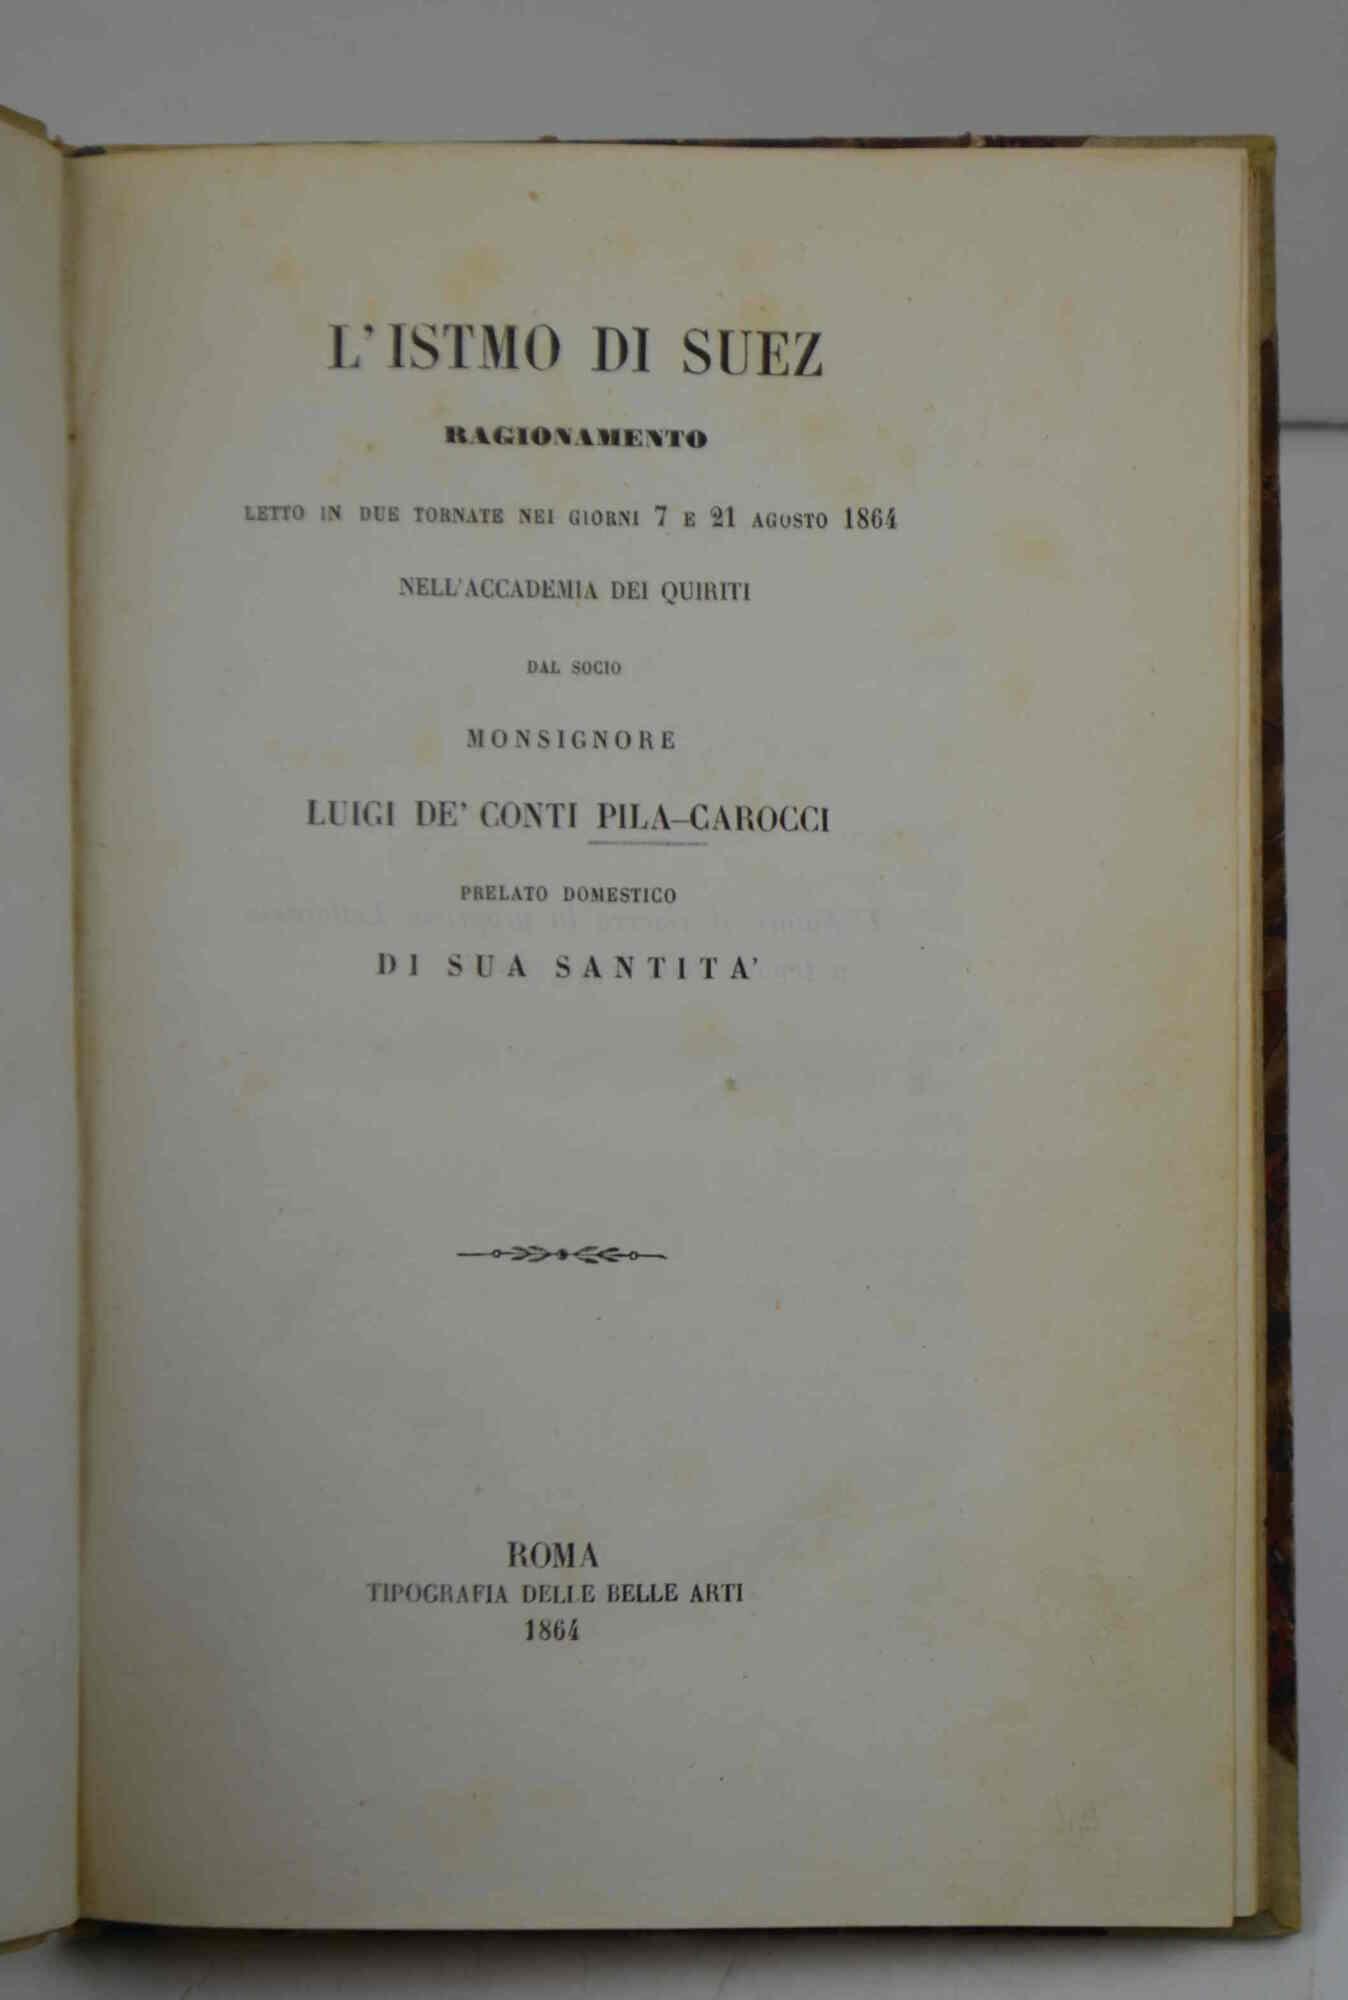 L' ISTMO DI SUEZ
RAGIONAMENTO
LETTO IN DUE TORNATE NEI GIORNI 7 E 21 AGOSTO 1864
NELL'ACCADEMIA DEI QUIRITI
DAL SOCIO
MONSIGNORE
LUIGI DE' CONTI PILA-CAROCCI
PRELATO DOMESTICO
DI SUA SANTITA'
ROMA
TIPOGRAFIA DELLE BELLE ARTI
1864